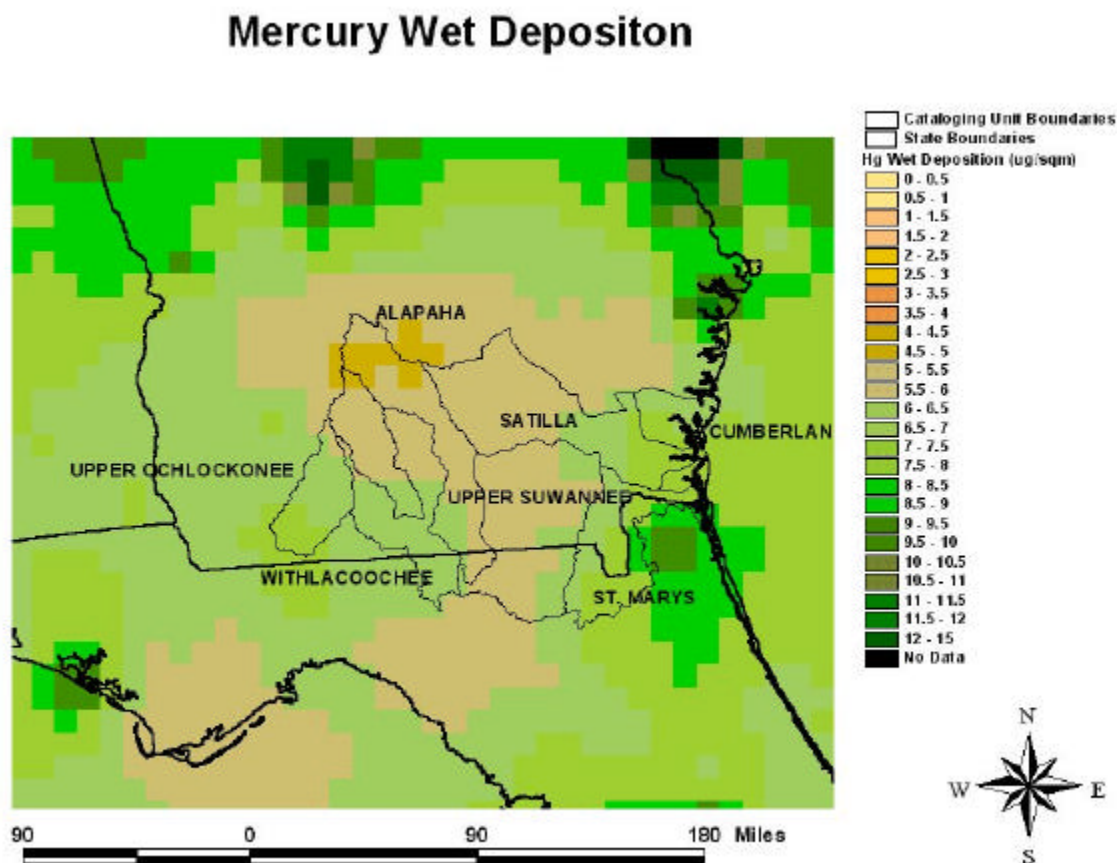 Mercury Wet Depositon
Cataloging Unit Boundaries
State Boundaries
Hg Wet Deposition (ug/sqm)
0 - 0.5
0.5 - 1
1 - 1.5
1.5 - 2
2 - 2.5
2.5 - 3
3 - 3.5
3.5 - 4
4 - 4.5
4.5 - 5
5 - 5.5
5.5 - 6
6 - 6.5
6.5 - 7
7 - 7.5
7.5 - 8
8 - 8.5
8.5 - 9
9 - 9.5
9.5 - 10
10 - 10.5
10.5 - 11
11 - 11.5
11.5 - 12
12 - 15
No Data
ALAPAHA
SATILLA
CUMBERLAN
UPPER OCHLOCKONEE
UPPER SUWANNEE
WITHLACOOCHEE
ST. MARYS
N
W E
S
90 0 90 180 Miles